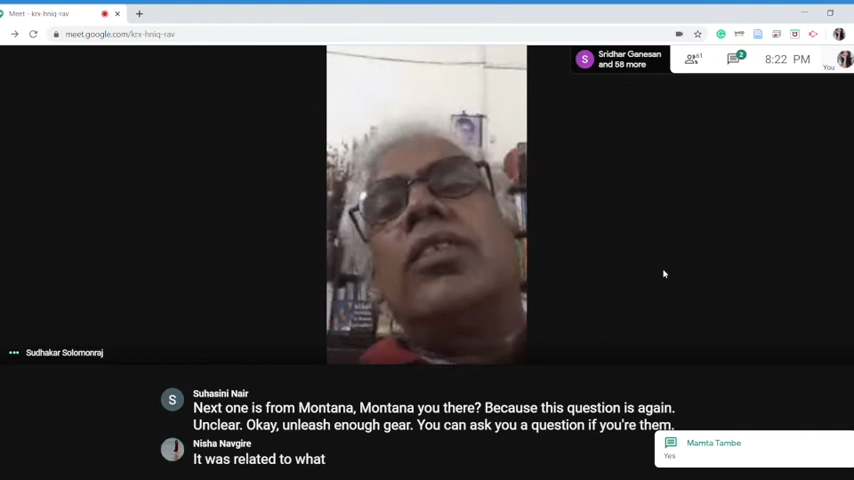 Meet - krx-hniq-rav
meet.google.com/krx-hniq-rav
S
Sridhar Ganesan
and 58 more
61
2
8:22 PM
You
Sudhakar Solomonraj
S
Suhasini Nair
Next one is from Montana, Montana you there? Because this question is again.
Unclear. Okay, unleash enough gear. You can ask you a question if you're them.
Nisha Navgire
It was related to what
Mamta Tambe
Yes